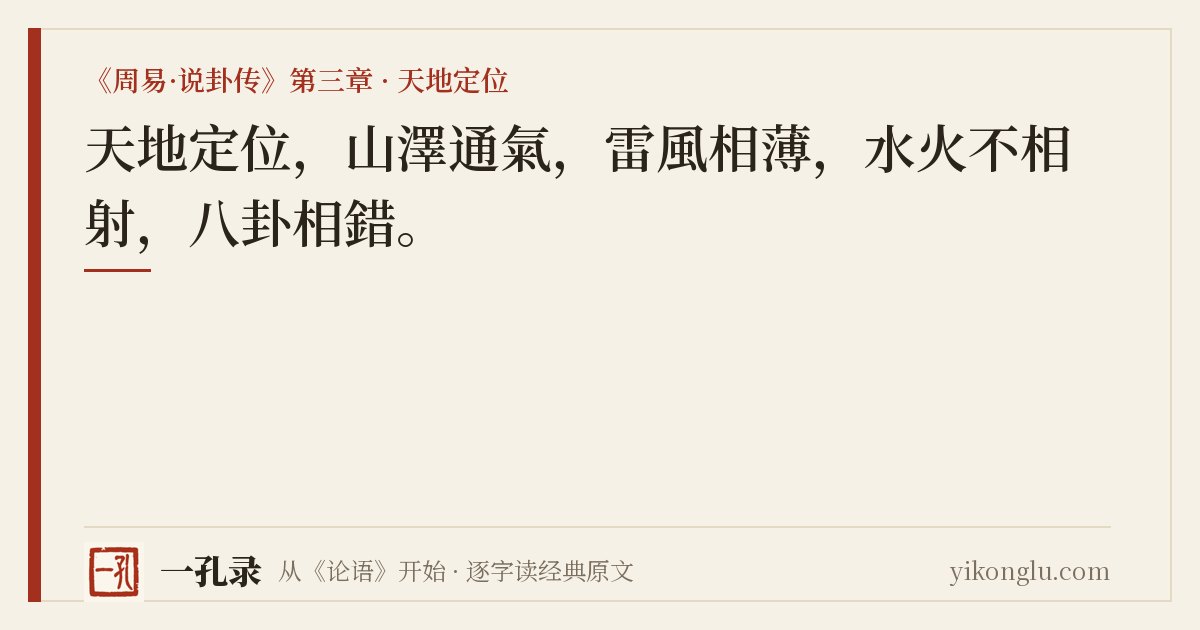 《周易·说卦传》第三章 · 天地定位
天地定位，山澤通氣，雷風相薄，水火不相
射，八卦相錯。
一孔
一孔录 从《论语》开始 · 逐字读经典原文 yikonglu.com